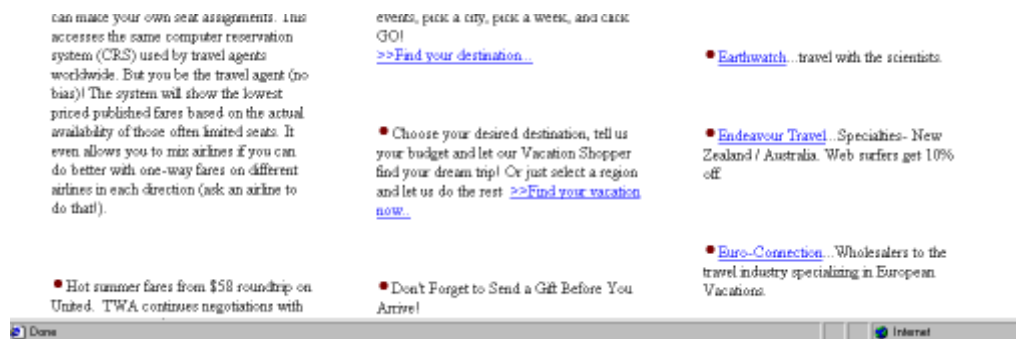 can make your own seat assignments. This
accesses the same computer reservation
system (CRS) used by travel agents
worldwide. But you be the travel agent (no
bias)! The system will show the lowest
priced published fares based on the actual
availability of those often limited seats. It
even allows you to mix airlines if you can
do better with one-way fares on different
airlines in each direction (ask an airline to
do that!).
Hot summer fares from $58 roundtrip on
United. TWA continues negotiations with
events, pick a city, pick a week, and click
GO!
>>Find your destination...
Choose your desired destination, tell us
your budget and let our Vacation Shopper
find your dream trip! Or just select a region
and let us do the rest >>Find your vacation
now..
Don't Forget to Send a Gift Before You
Arrive!
Earthwatch...travel with the scientists.
Endeavour Travel...Specialties- New
Zealand / Australia. Web surfers get 10%
off.
Euro-Connection...Wholesalers to the
travel industry specializing in European
Vacations.
Done
Internet